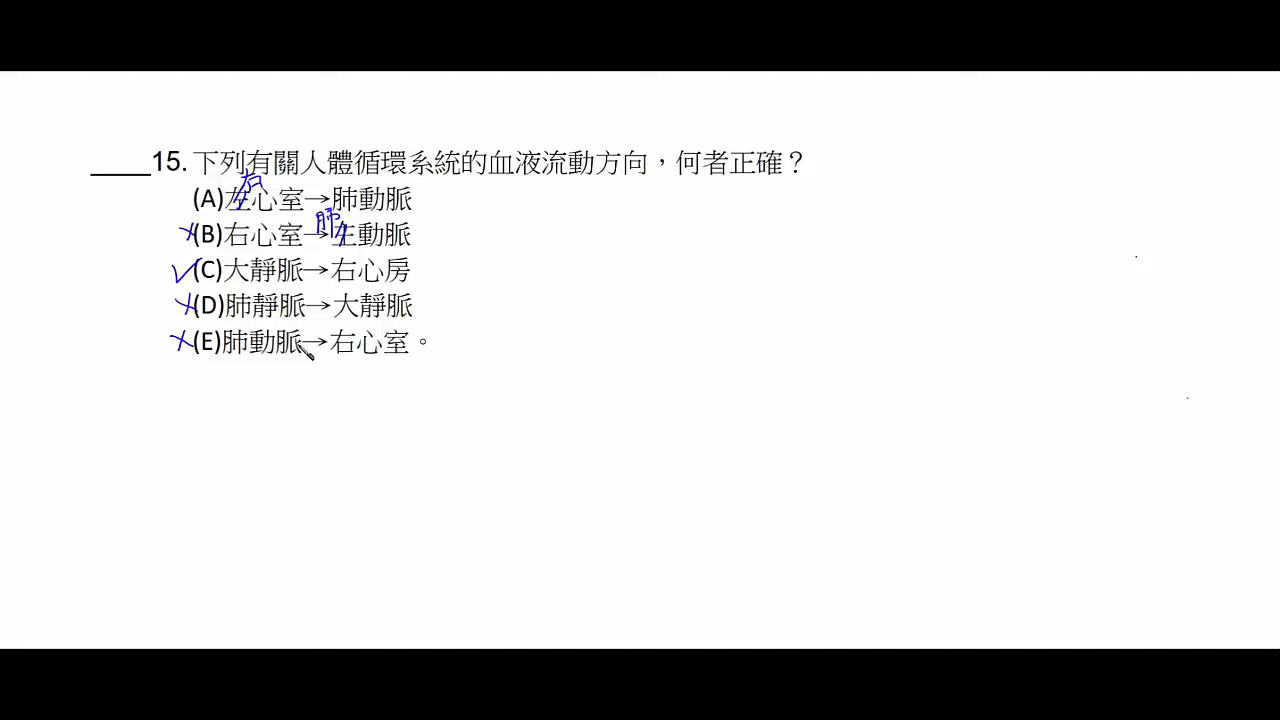 ____15. 下列有關人體循環系統的血液流動方向，何者正確？
右
(A)左心室→肺動脈
肺
(B)右心室→主動脈
(C)大靜脈→右心房
(D)肺靜脈→大靜脈
(E)肺動脈→右心室。